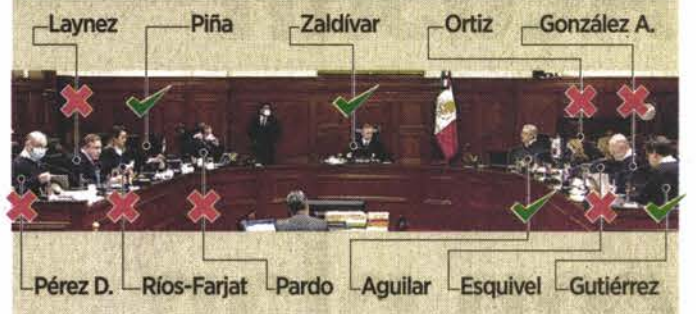 Laynez Piña Zaldívar Ortiz González A.
Pérez D. Ríos-Farjat Pardo Aguilar Esquivel Gutiérrez